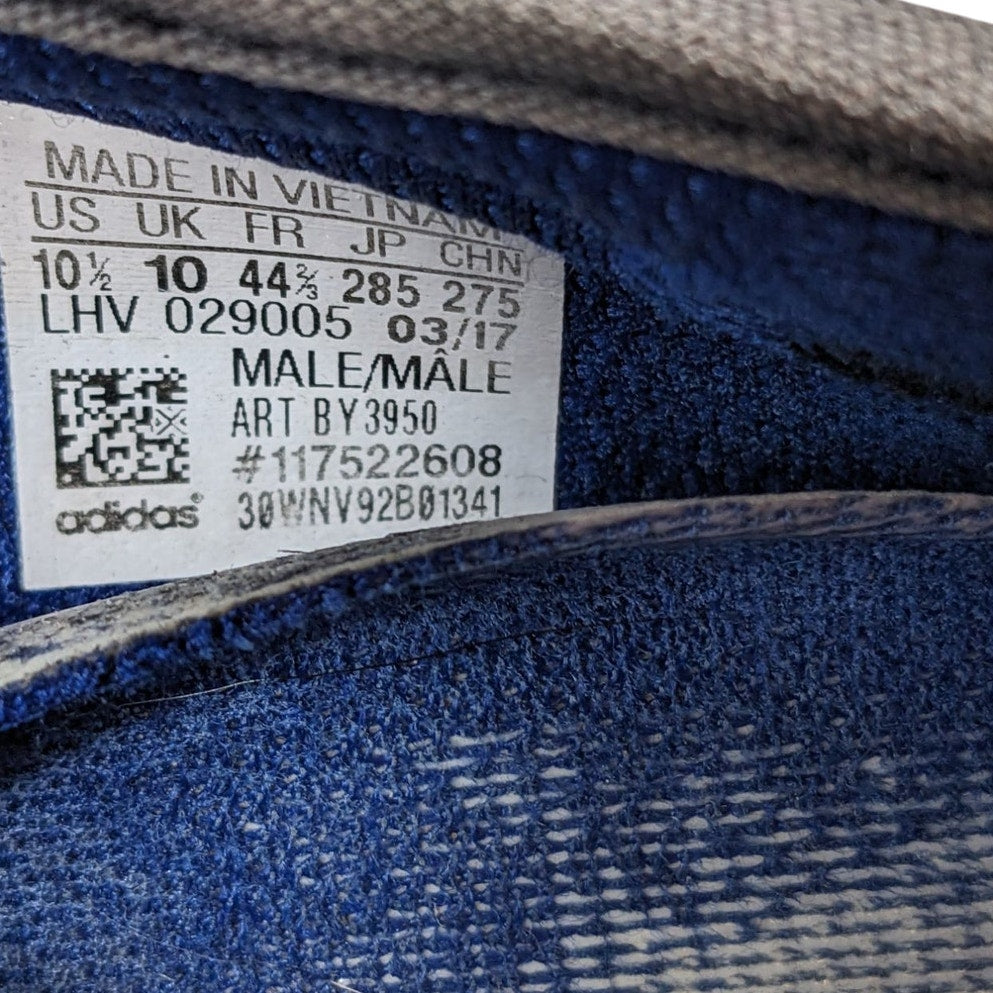 MADE IN VIETNAM
US UK FR JP CHN
10½ 10 44⅔ 285 275
LHV 029005 03/17
MALE/MÂLE
ART BY3950
#117522608
adidas® 30WNV92B01341